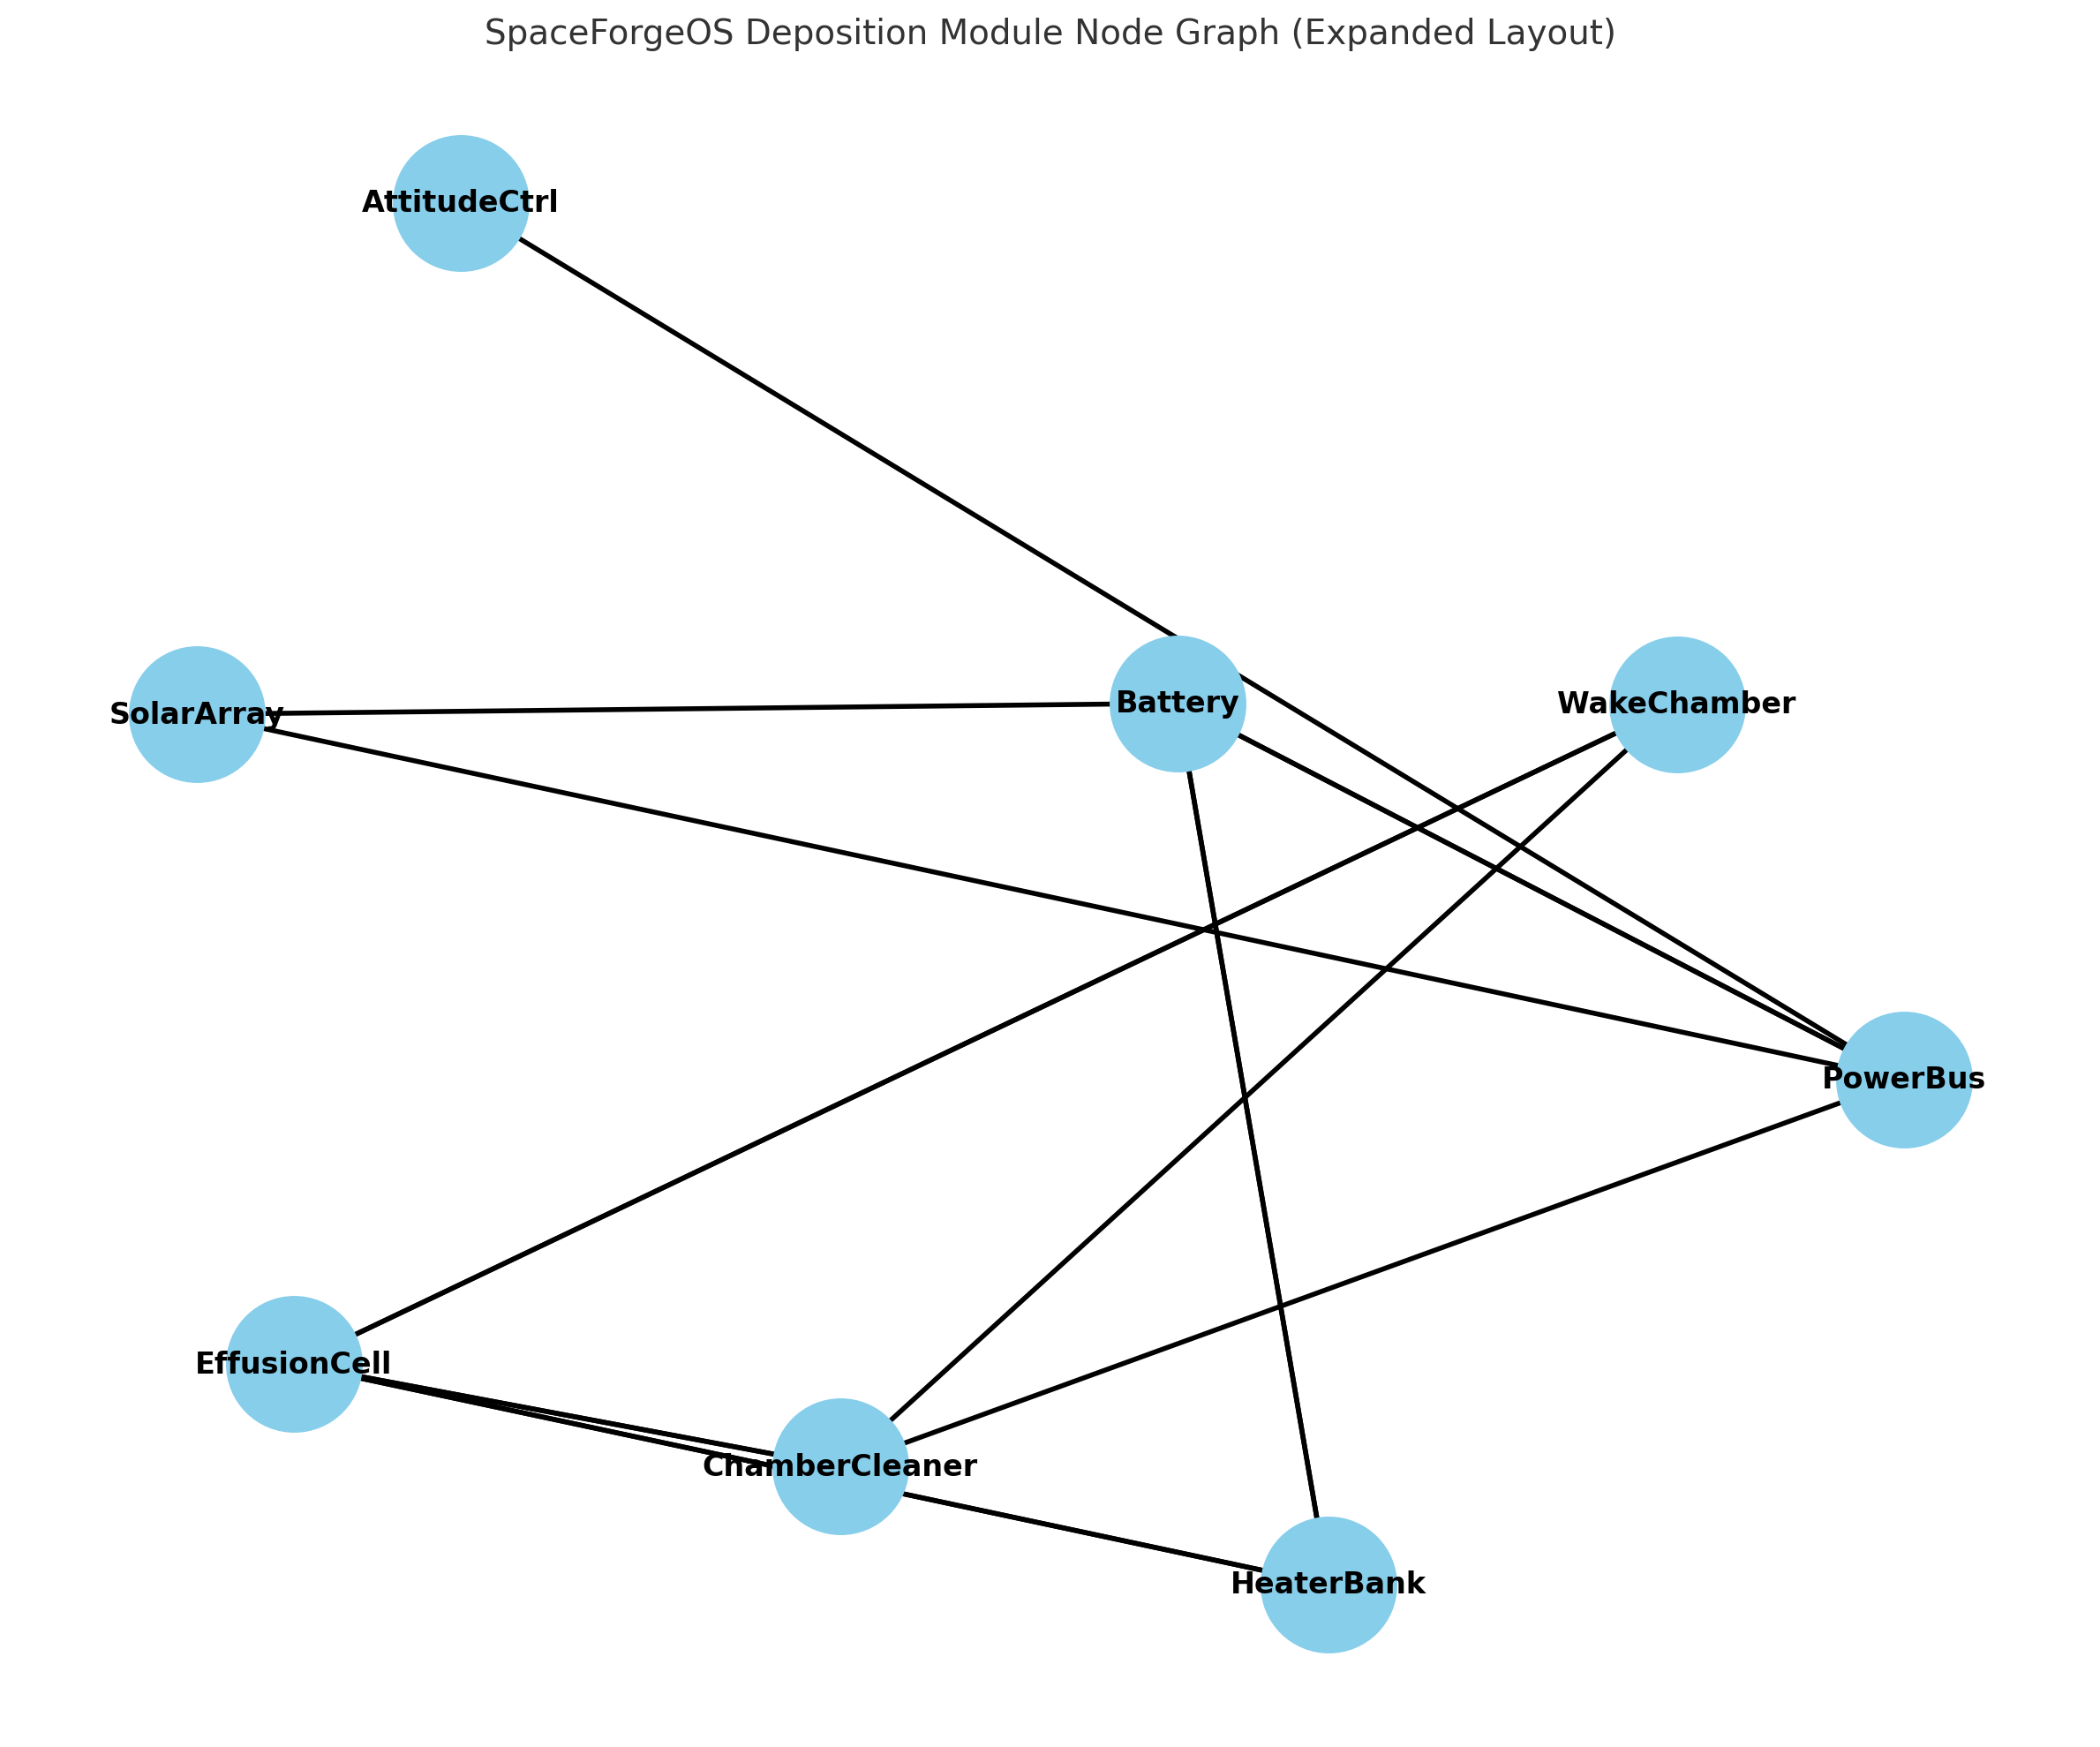 SpaceForgeOS Deposition Module Node Graph (Expanded Layout)
AttitudeCtrl
SolarArray
Battery
WakeChamber
PowerBus
EffusionCell
ChamberCleaner
HeaterBank